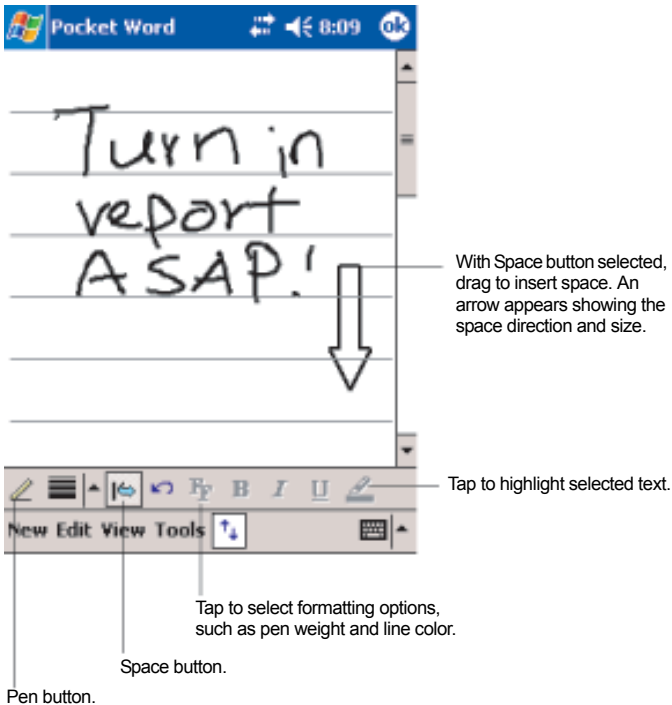 Pocket Word 8:09 ok
Turn in
report
ASAP!
With Space button selected,
drag to insert space. An
arrow appears showing the
space direction and size.
B I U
Tap to highlight selected text.
New Edit View Tools
Tap to select formatting options,
such as pen weight and line color.
Space button.
Pen button.